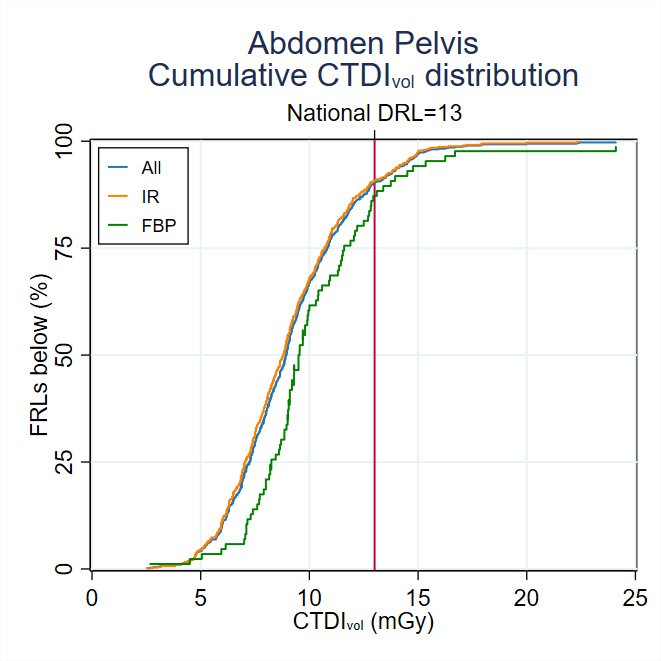 Abdomen Pelvis
Cumulative CTDIvol distribution
National DRL=13
All
IR
FBP
FRLs below (%)
100
75
50
25
0
0 5 10 15 20 25
CTDIvol (mGy)